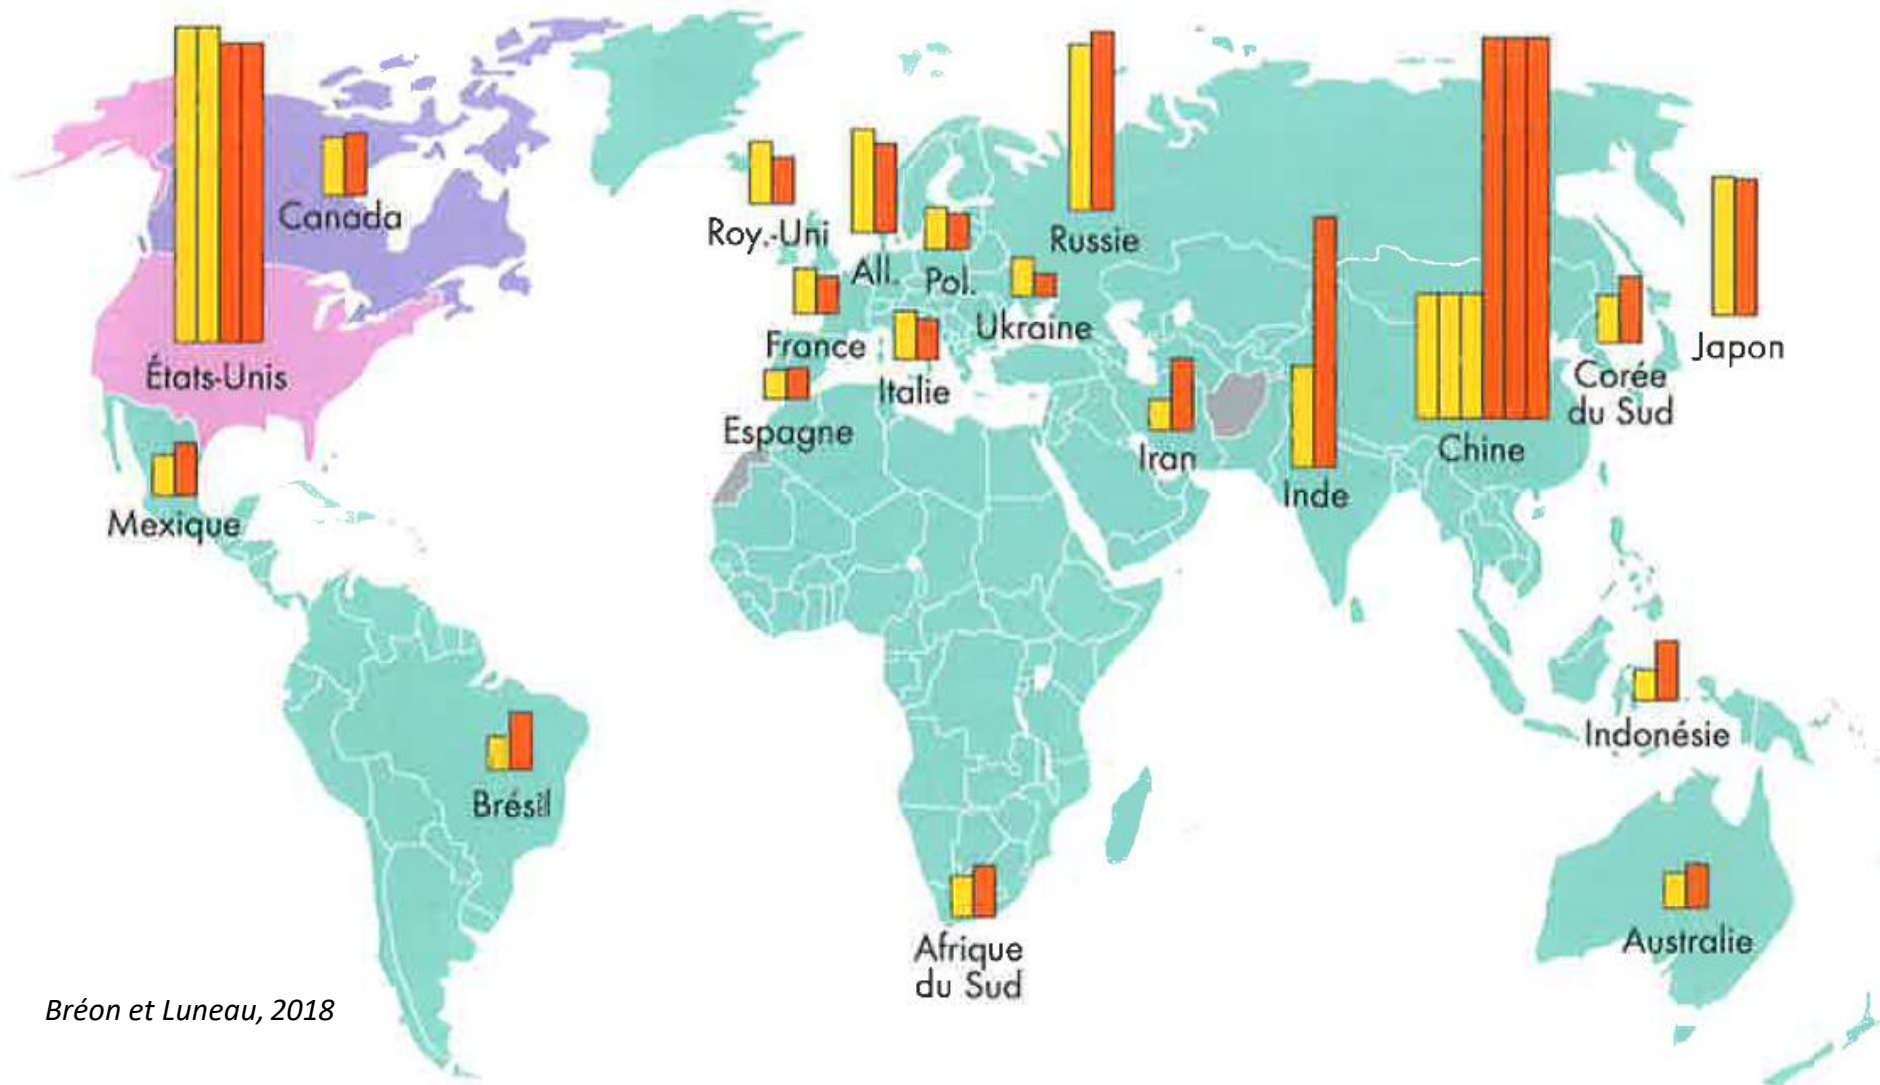 Canada
Roy.-Uni
All.
Pol.
Russie
Ukraine
France
Italie
Espagne
États-Unis
Mexique
Iran
Inde
Chine
Corée
du Sud
Japon
Indonésie
Brésil
Afrique
du Sud
Australie
Bréon et Luneau, 2018